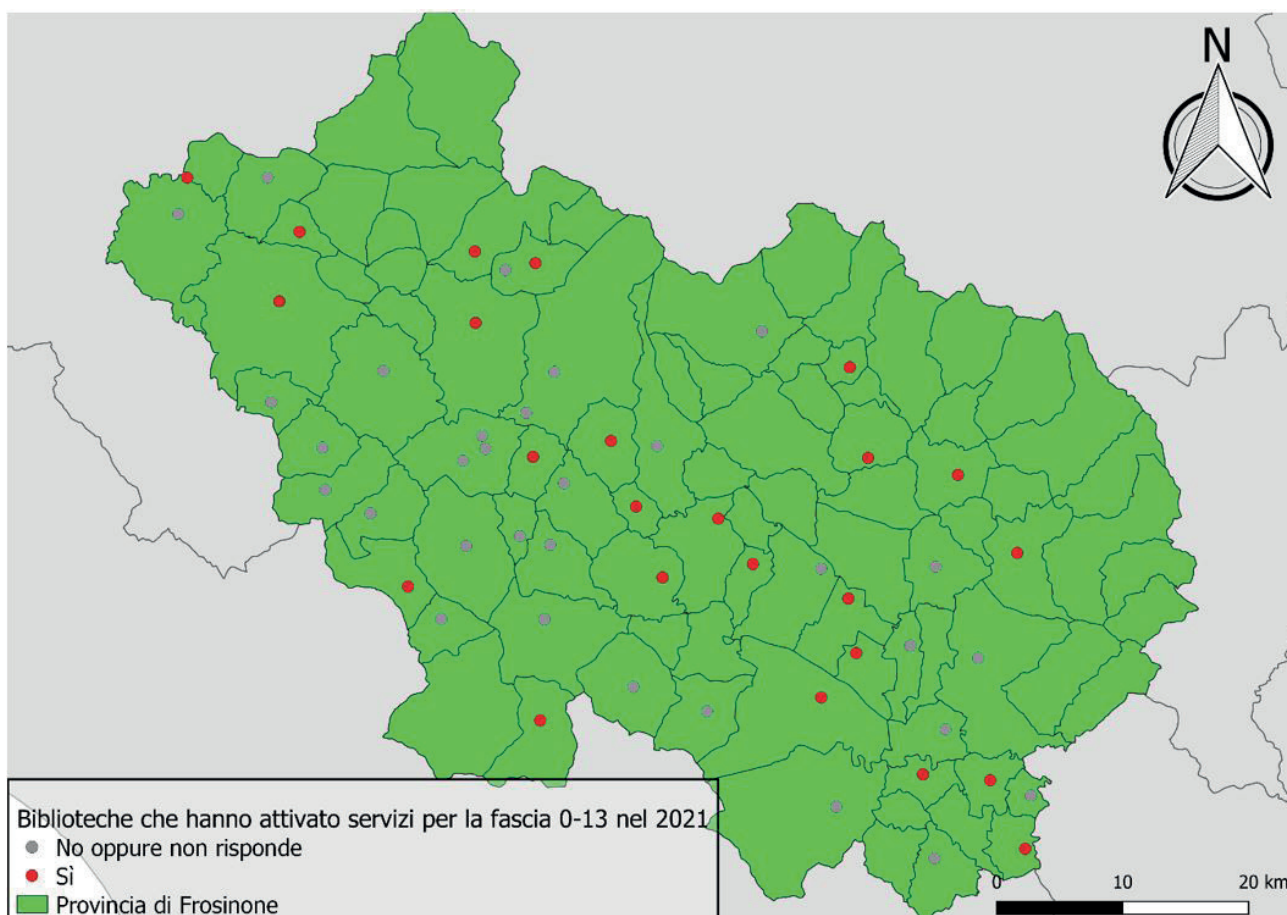 N
Biblioteche che hanno attivato servizi per la fascia 0-13 nel 2021
No oppure non risponde
Sì
Provincia di Frosinone
0 10 20 km